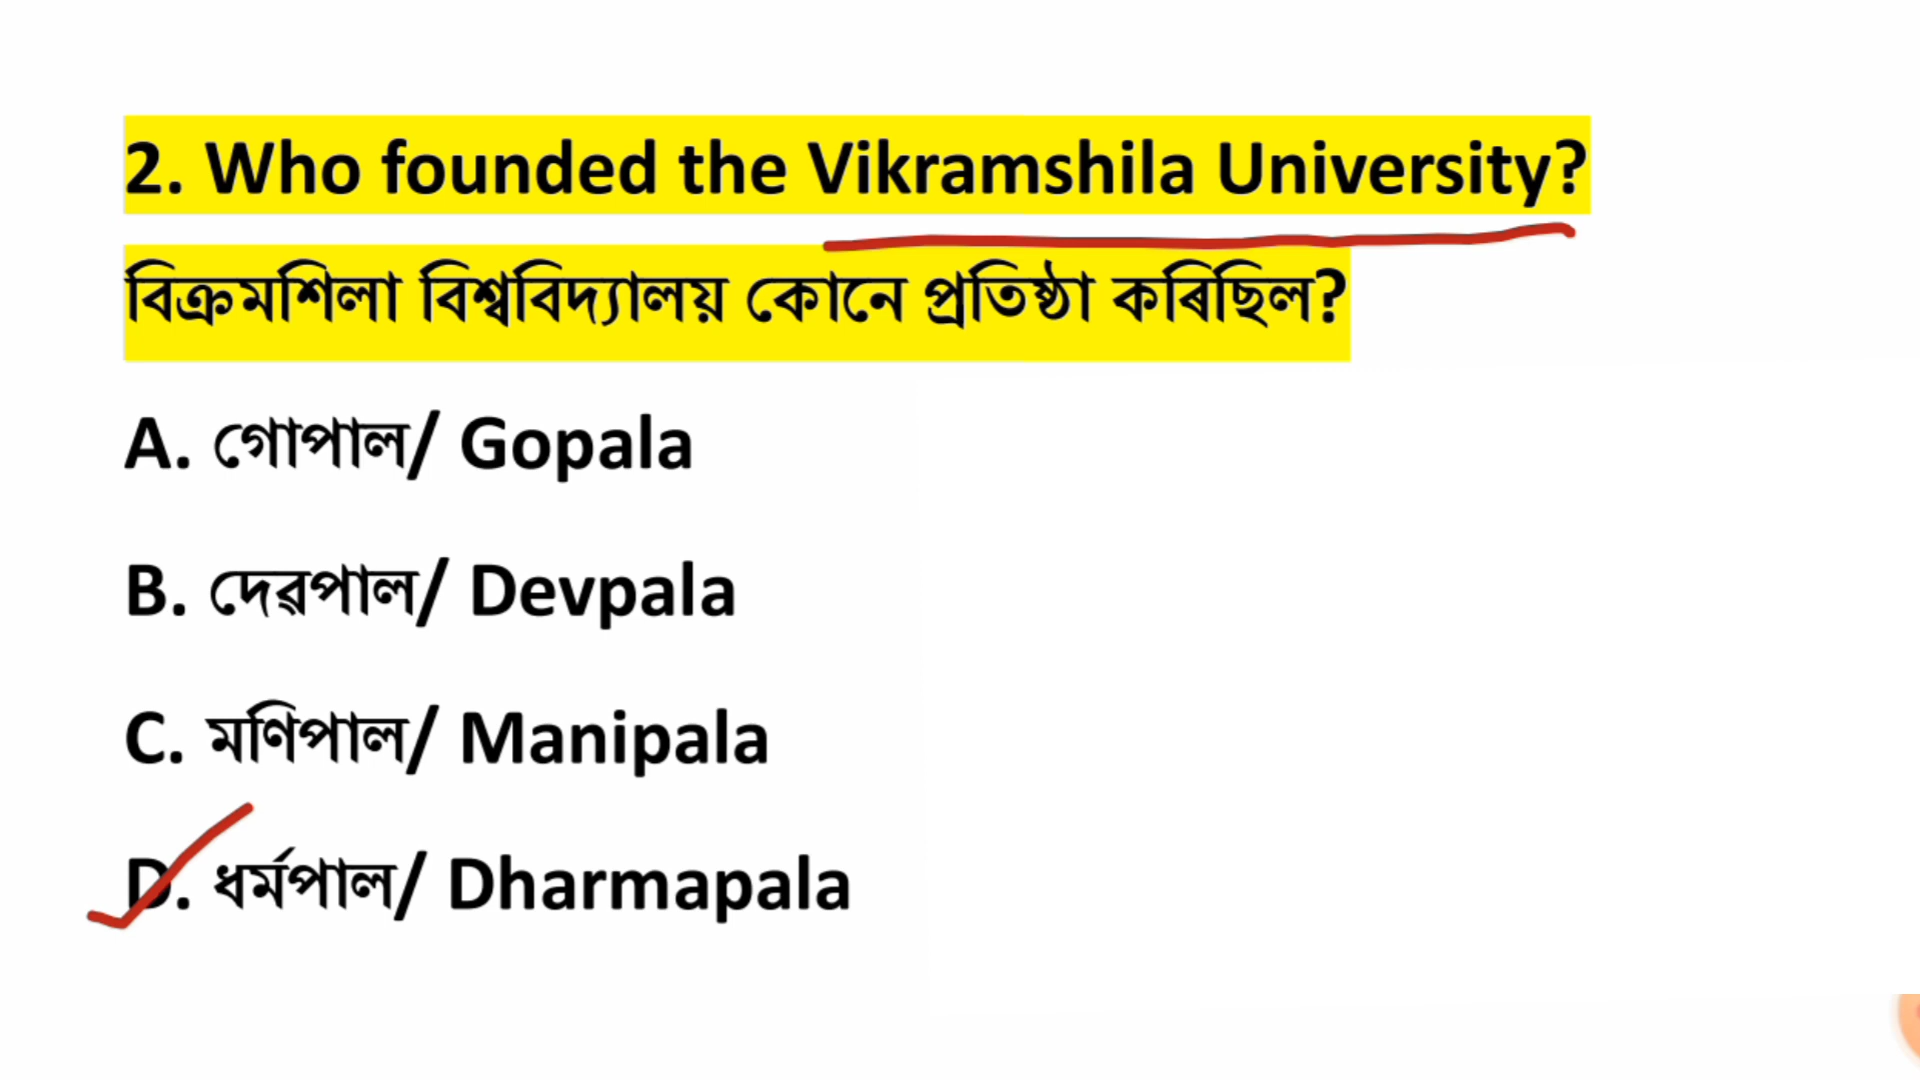 2. Who founded the Vikramshila University?
বিক্ৰমশিলা বিশ্ববিদ্যালয় কোনে প্ৰতিষ্ঠা কৰিছিল?
A. গোপাল/ Gopala
B. দেৱপাল/ Devpala
C. মণিপাল/ Manipala
D. ধৰ্মপাল/ Dharmapala